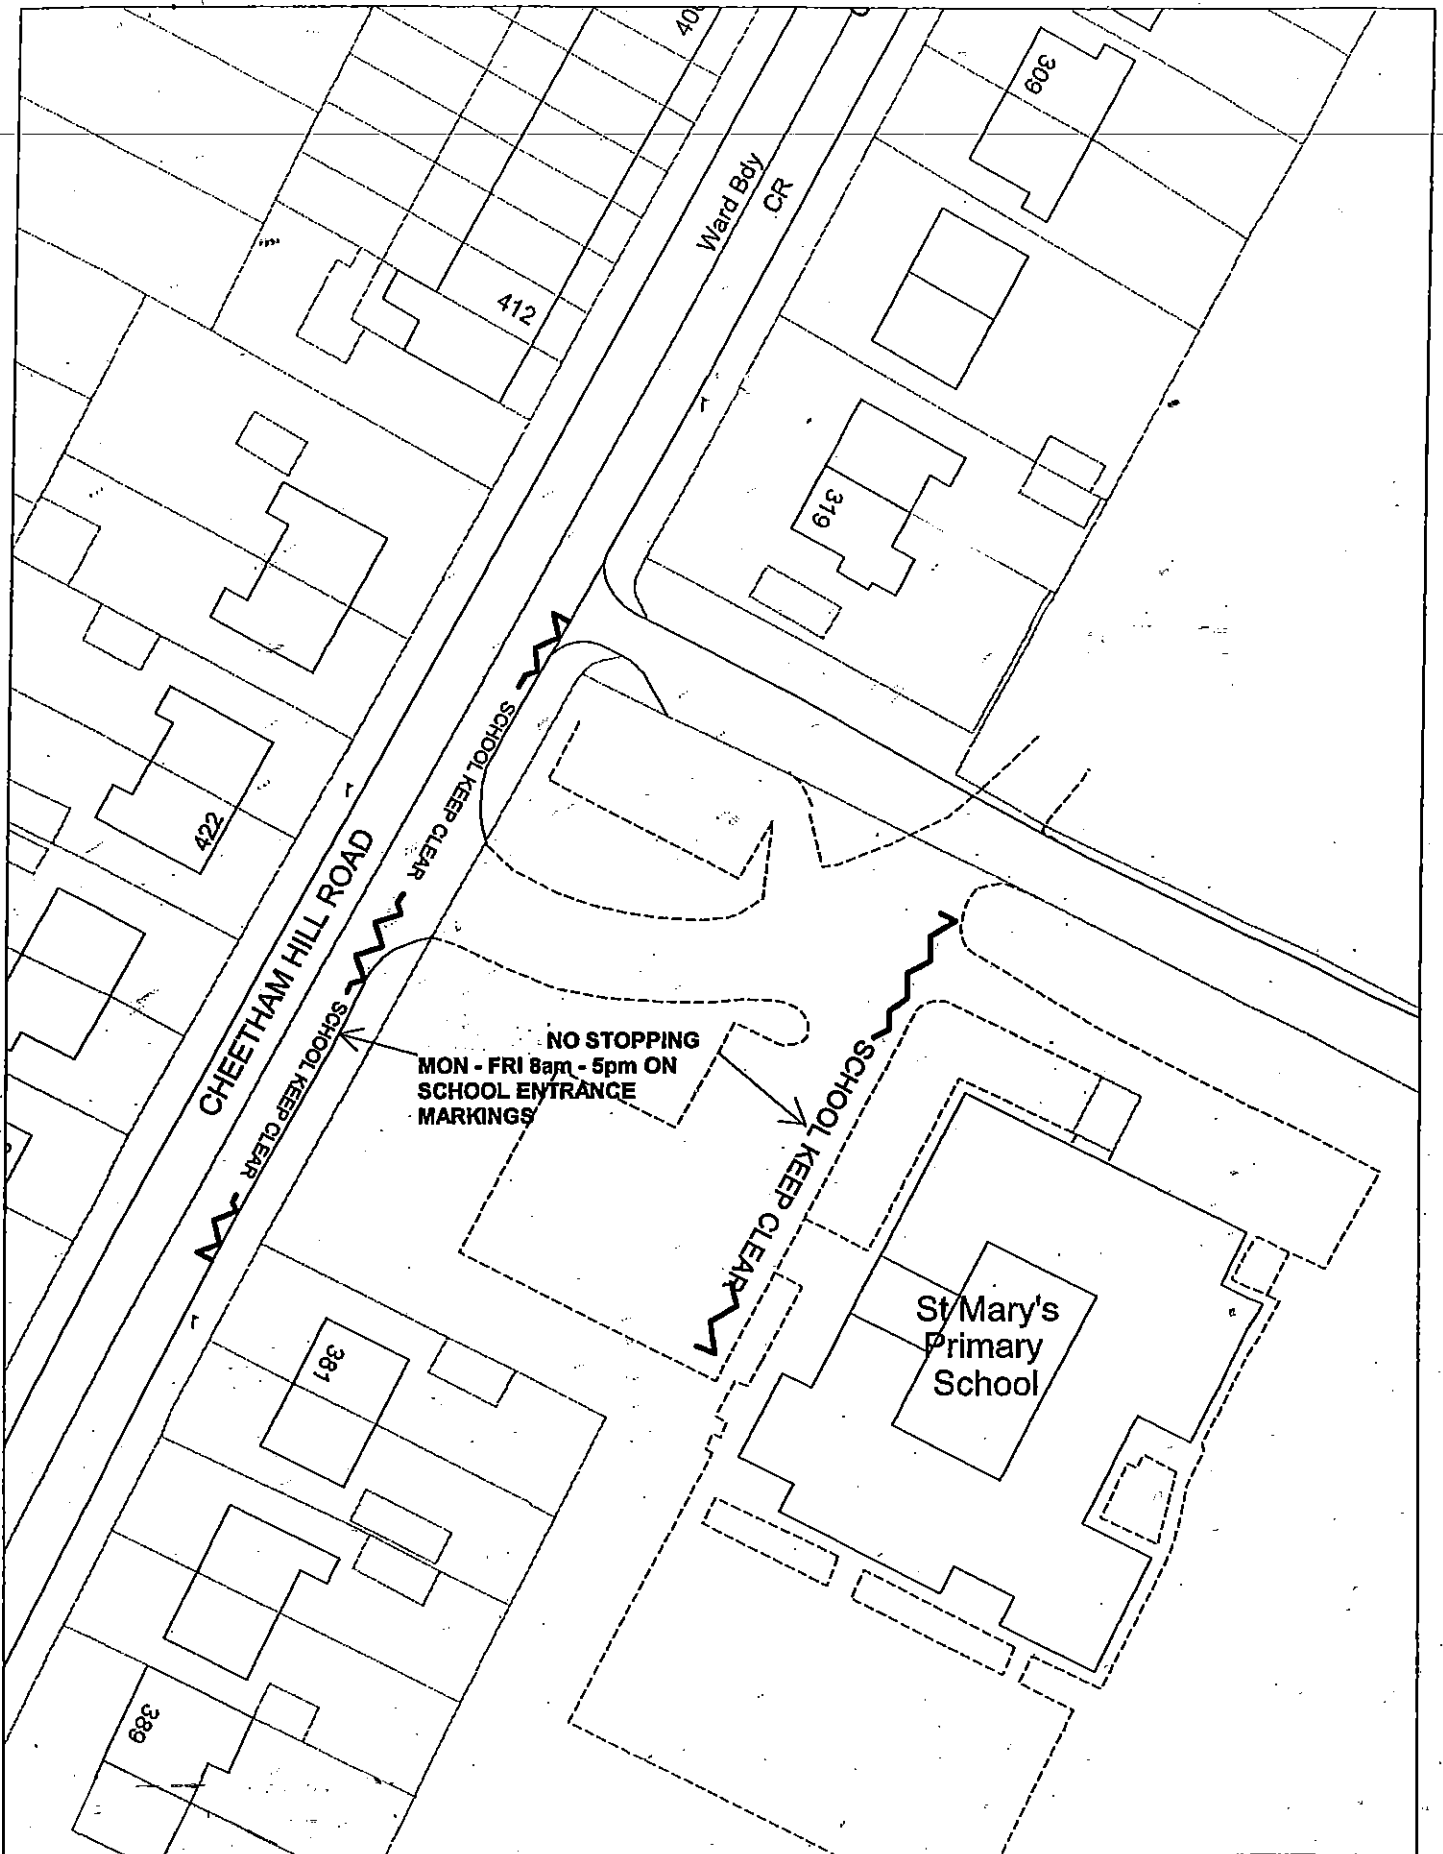 309
Ward Bdy
CR
412
319
SCHOOL KEEP CLEAR
422
CHEETHAM HILL ROAD
SCHOOL KEEP CLEAR
NO STOPPING
MON - FRI 8am - 5pm ON
SCHOOL ENTRANCE
MARKINGS
SCHOOL KEEP CLEAR
St Mary's
Primary
School
381
389